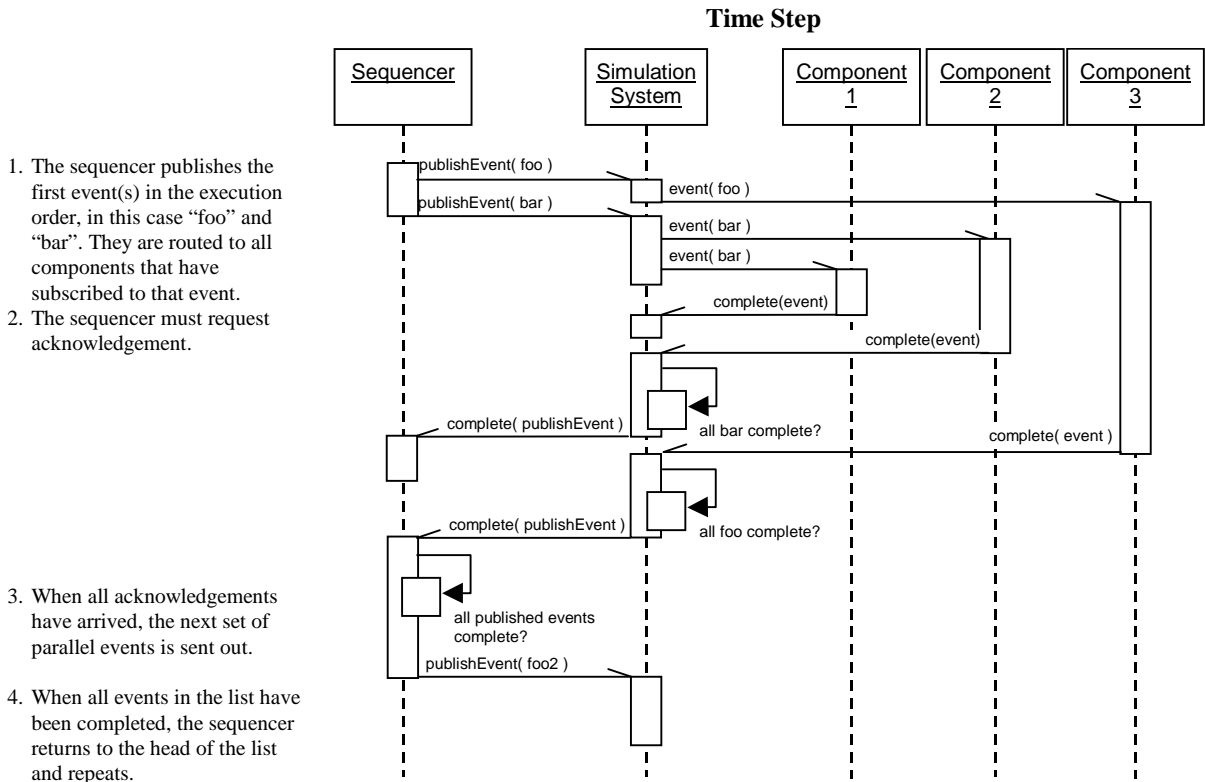 Time Step
Sequencer
Simulation
System
Component
1
Component
2
Component
3
1. The sequencer publishes the
first event(s) in the execution
order, in this case “foo” and
“bar”. They are routed to all
components that have
subscribed to that event.
2. The sequencer must request
acknowledgement.
publishEvent( foo )
event( foo )
publishEvent( bar )
event( bar )
event( bar )
complete(event)
complete(event)
all bar complete?
complete( publishEvent )
complete( event )
all foo complete?
complete( publishEvent )
3. When all acknowledgements
have arrived, the next set of
parallel events is sent out.
all published events
complete?
publishEvent( foo2 )
4. When all events in the list have
been completed, the sequencer
returns to the head of the list
and repeats.